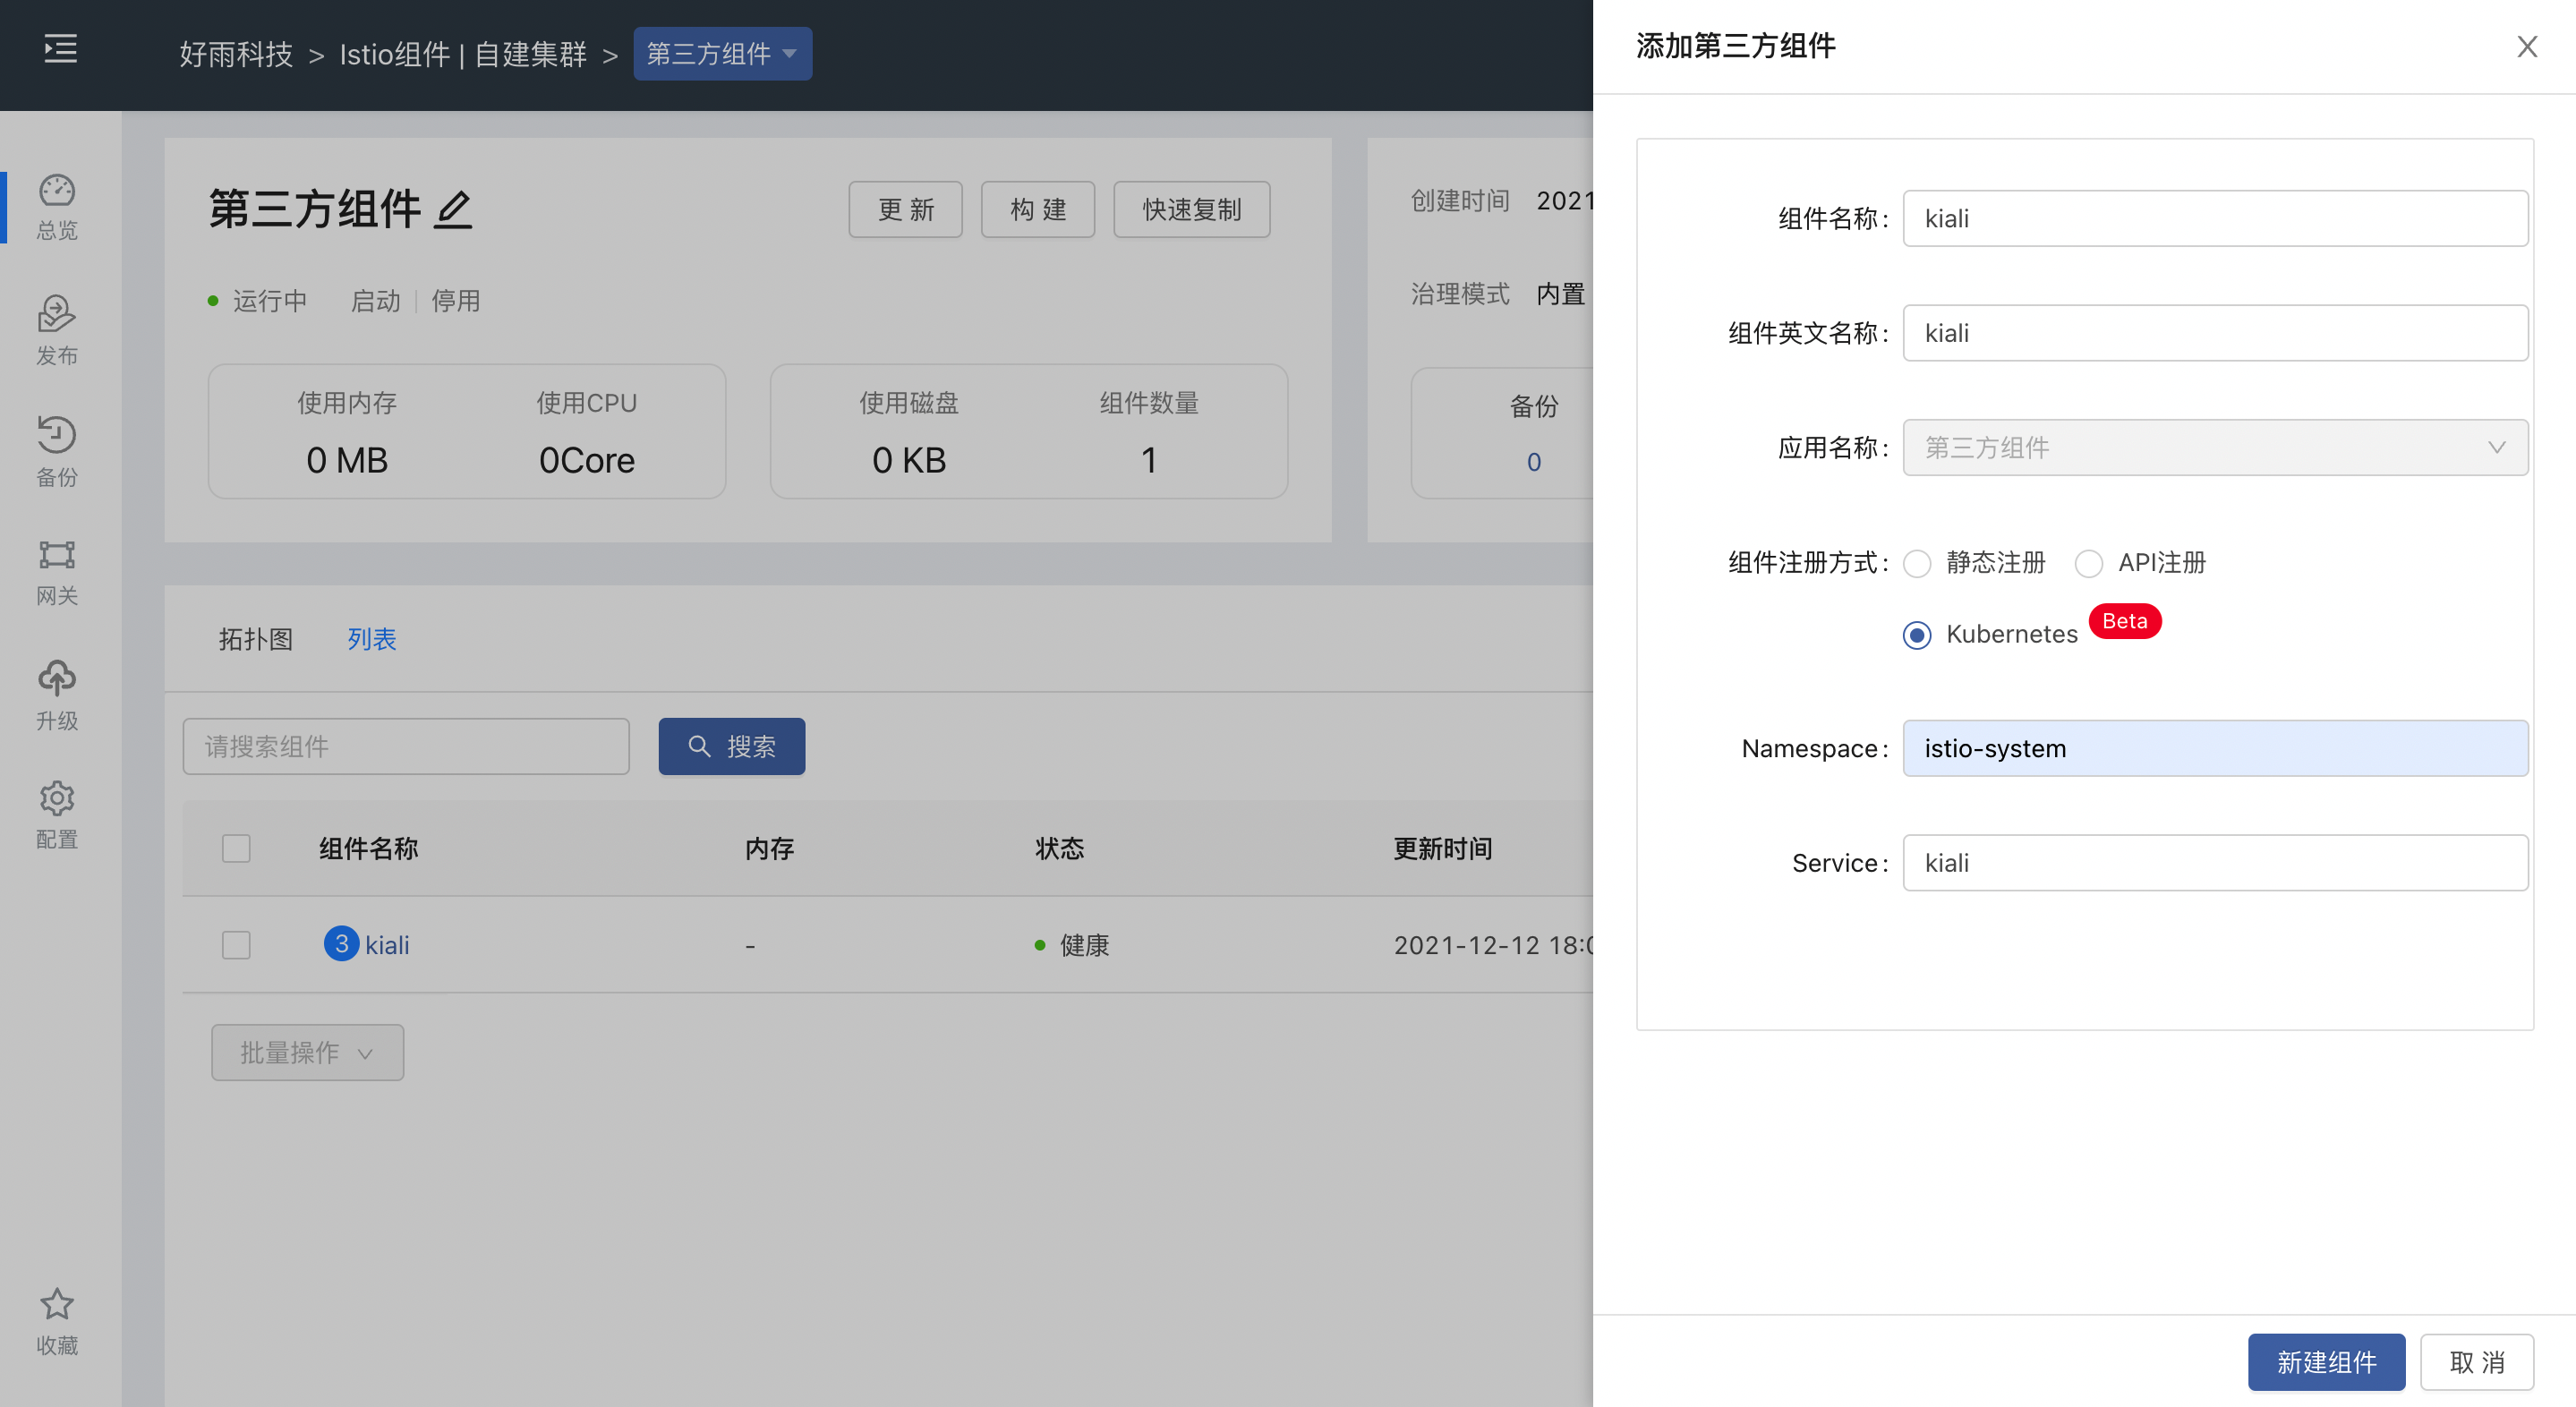 好雨科技 > Istio组件 | 自建集群 > 第三方组件
总览
发布
备份
网关
升级
配置
收藏
第三方组件
更 新 构 建 快速复制
运行中 启动 停用
使用内存 使用CPU 使用磁盘 组件数量
0 MB 0Core 0 KB 1
创建时间 2021
治理模式 内置
备份
0
拓扑图 列表
请搜索组件 搜索
组件名称 内存 状态 更新时间
3 kiali - 健康 2021-12-12 18:0
批量操作
添加第三方组件
组件名称: kiali
组件英文名称: kiali
应用名称: 第三方组件
组件注册方式: 静态注册 API注册
Kubernetes Beta
Namespace: istio-system
Service: kiali
新建组件 取 消